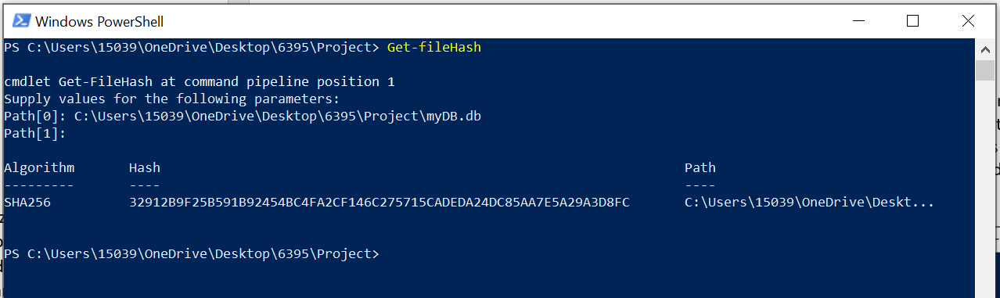 Windows PowerShell
PS C:\Users\15039\OneDrive\Desktop\6395\Project> Get-fileHash
cmdlet Get-FileHash at command pipeline position 1
Supply values for the following parameters:
Path[0]: C:\Users\15039\OneDrive\Desktop\6395\Project\myDB.db
Path[1]:
Algorithm Hash Path
--------- ---- ----
SHA256 32912B9F25B591B92454BC4FA2CF146C275715CADEDA24DC85AA7E5A29A3D8FC C:\Users\15039\OneDrive\Deskt...
PS C:\Users\15039\OneDrive\Desktop\6395\Project>